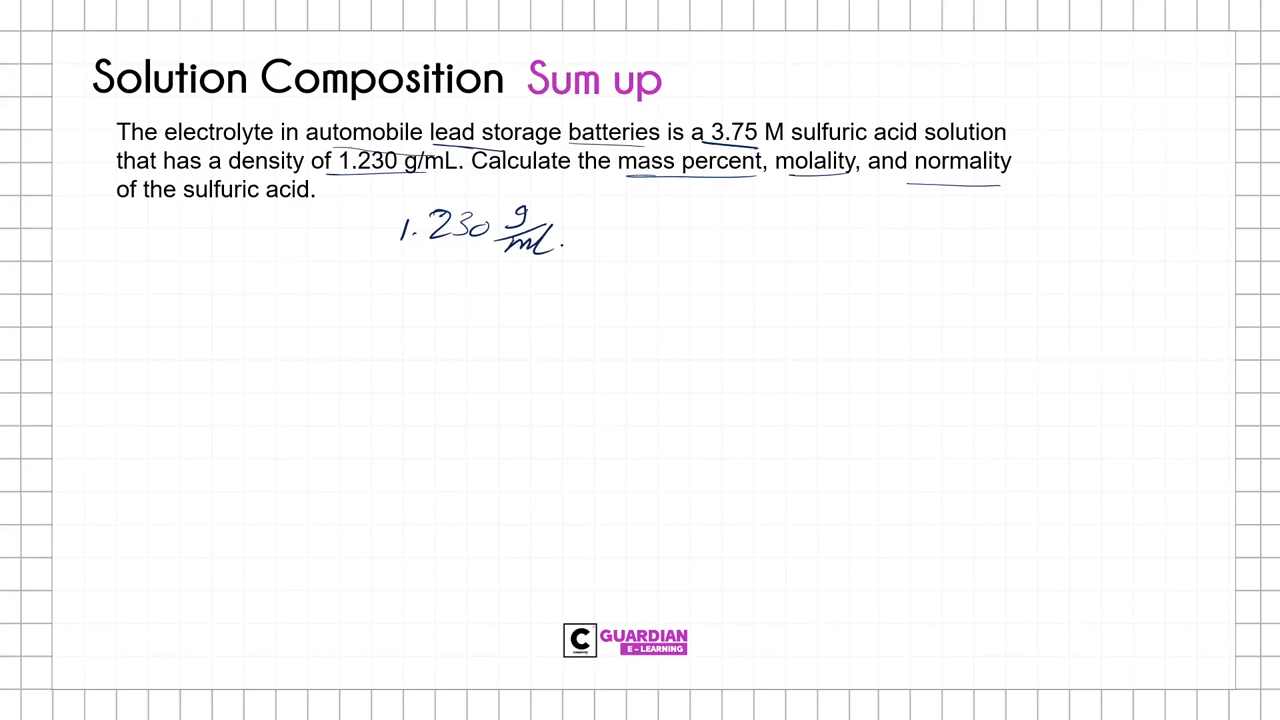 Solution Composition Sum up
The electrolyte in automobile lead storage batteries is a 3.75 M sulfuric acid solution
that has a density of 1.230 g/mL. Calculate the mass percent, molality, and normality
of the sulfuric acid.
1.230 g/mL.
C GUARDIAN
E - LEARNING